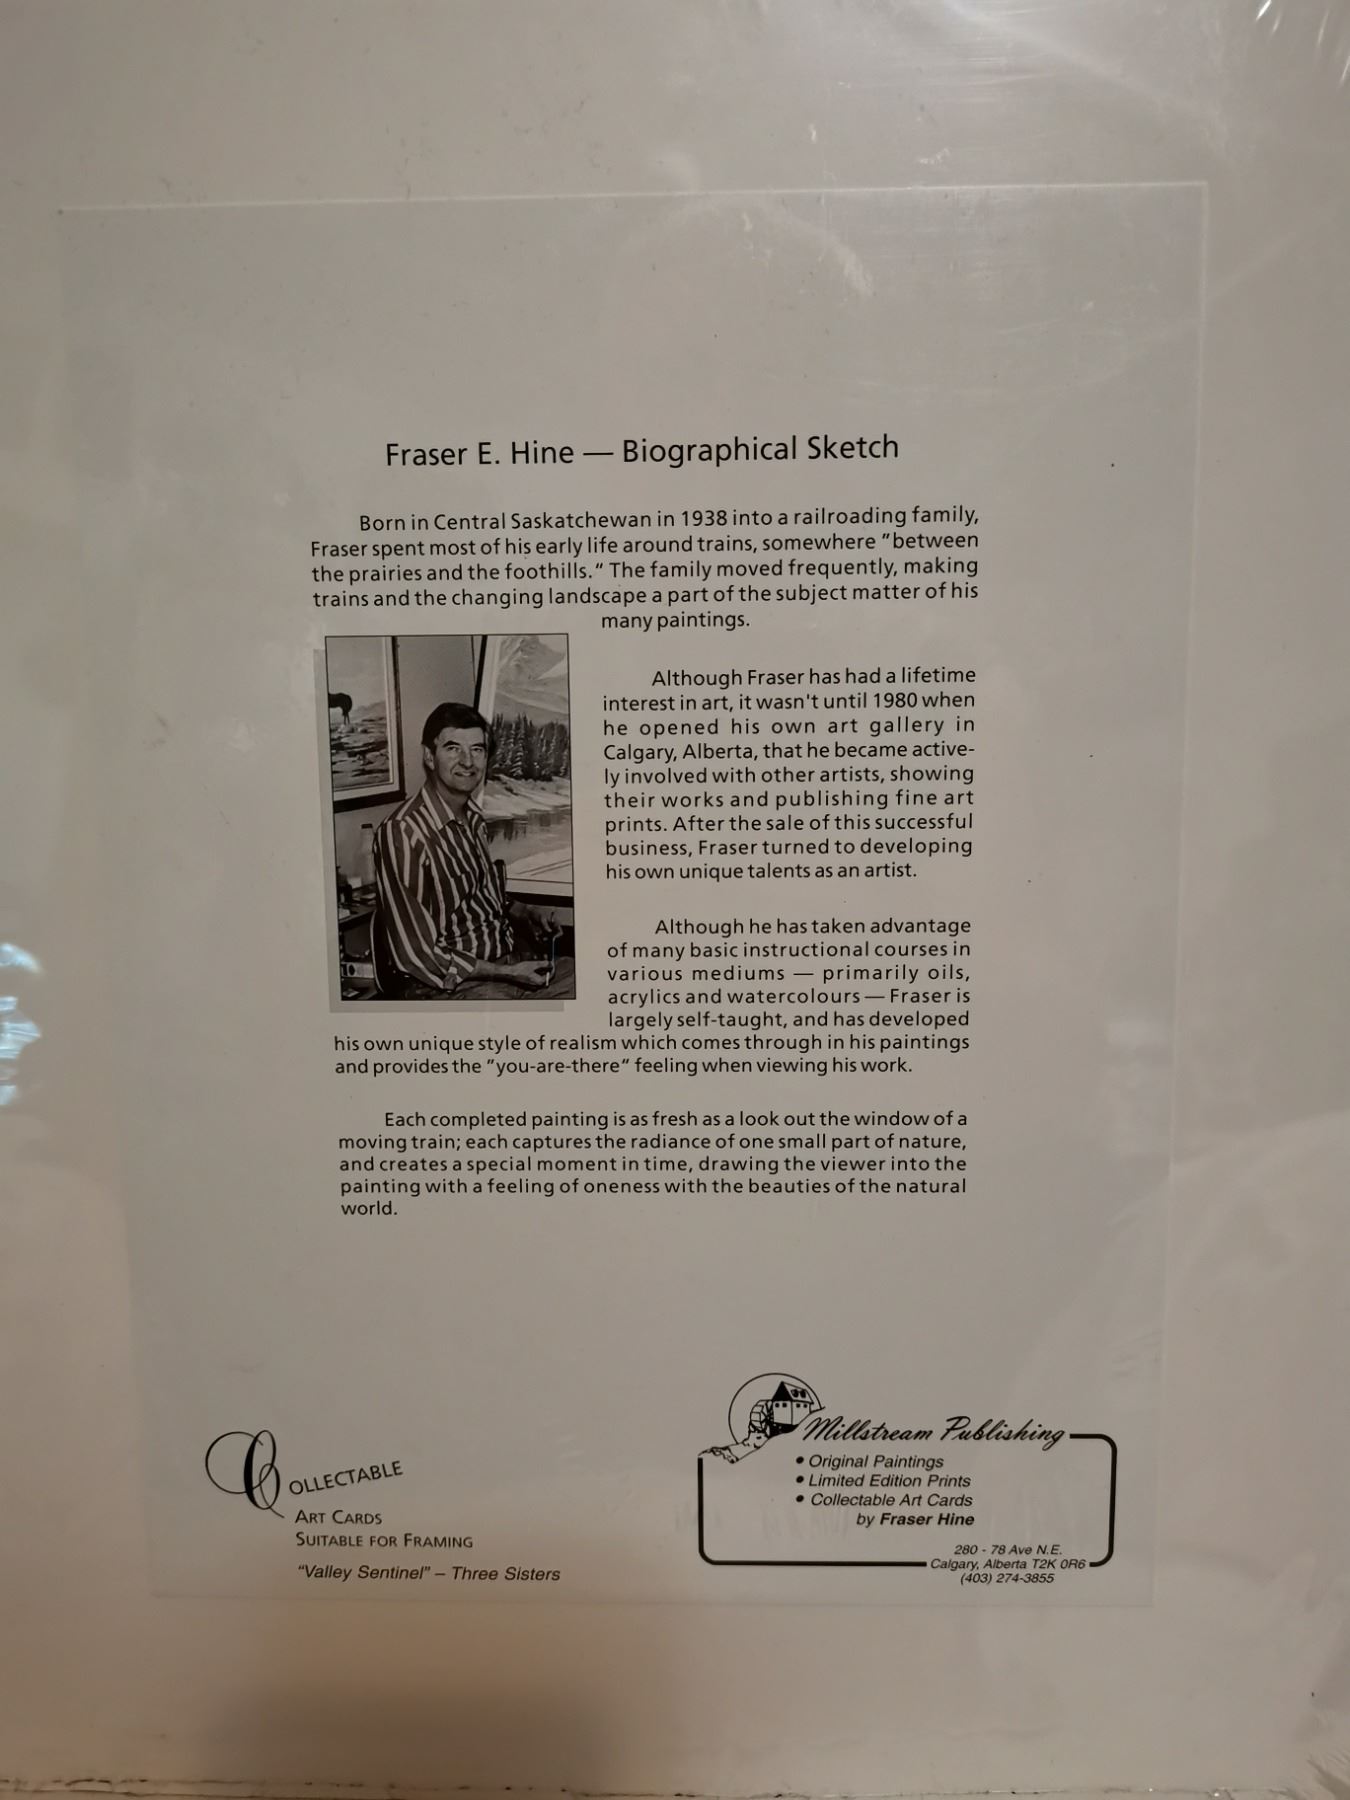 Fraser E. Hine — Biographical Sketch
Born in Central Saskatchewan in 1938 into a railroading family,
Fraser spent most of his early life around trains, somewhere "between
the prairies and the foothills." The family moved frequently, making
trains and the changing landscape a part of the subject matter of his
many paintings.
Although Fraser has had a lifetime
interest in art, it wasn't until 1980 when
he opened his own art gallery in
Calgary, Alberta, that he became active-
ly involved with other artists, showing
their works and publishing fine art
prints. After the sale of this successful
business, Fraser turned to developing
his own unique talents as an artist.
Although he has taken advantage
of many basic instructional courses in
various mediums — primarily oils,
acrylics and watercolours — Fraser is
largely self-taught, and has developed
his own unique style of realism which comes through in his paintings
and provides the "you-are-there" feeling when viewing his work.
Each completed painting is as fresh as a look out the window of a
moving train; each captures the radiance of one small part of nature,
and creates a special moment in time, drawing the viewer into the
painting with a feeling of oneness with the beauties of the natural
world.
COLLECTABLE
ART CARDS
SUITABLE FOR FRAMING
"Valley Sentinel" – Three Sisters
Millstream Publishing
• Original Paintings
• Limited Edition Prints
• Collectable Art Cards
by Fraser Hine
280 - 78 Ave N.E.
Calgary, Alberta T2K 0R6
(403) 274-3855